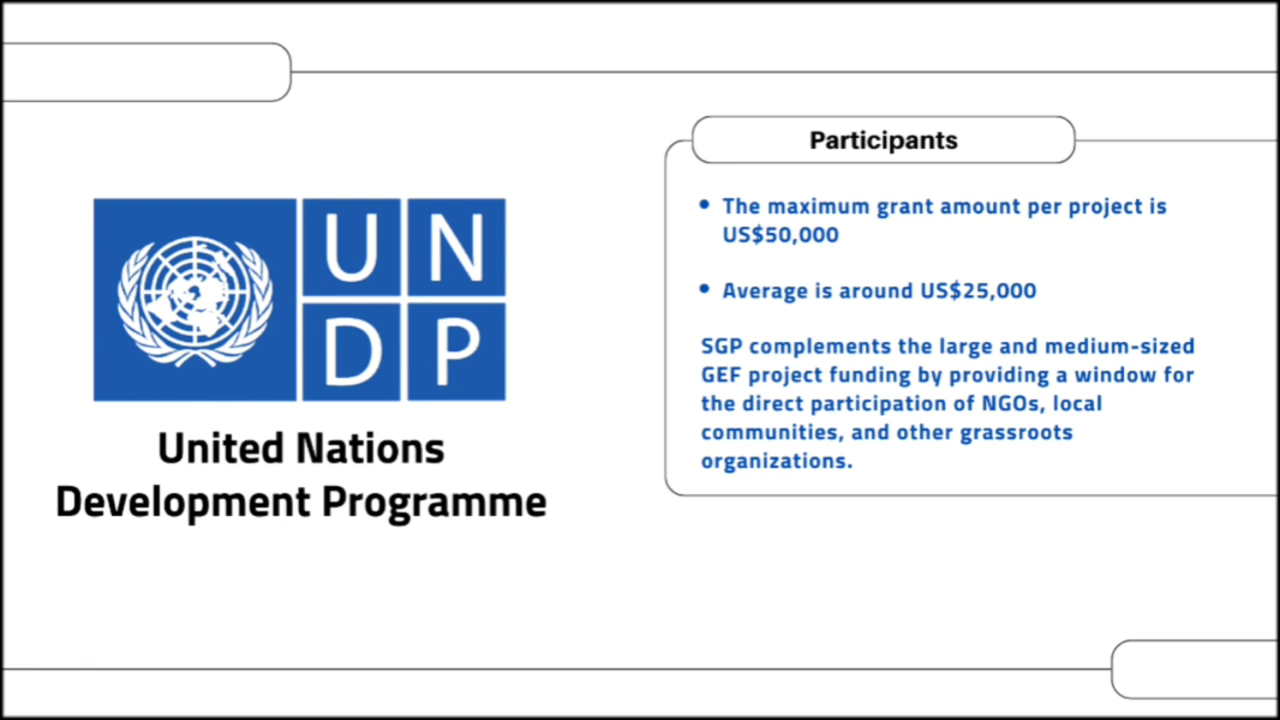 U N
D P
United Nations
Development Programme
Participants
• The maximum grant amount per project is
US$50,000
• Average is around US$25,000
SGP complements the large and medium-sized
GEF project funding by providing a window for
the direct participation of NGOs, local
communities, and other grassroots
organizations.